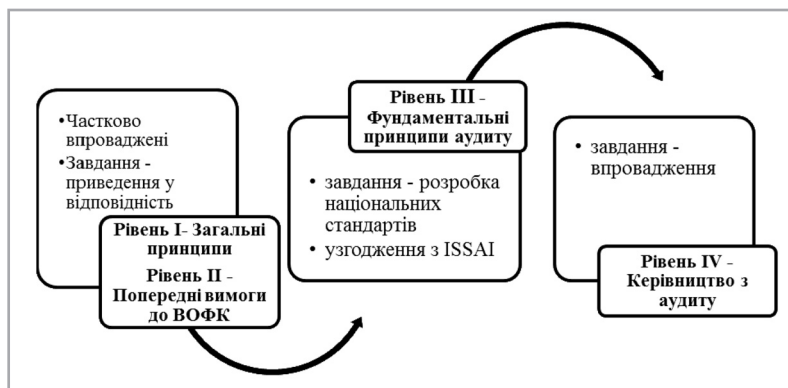 •Частково
впроваджені
•Завдання -
приведення у
відповідність
Рівень I- Загальні
принципи
Рівень II -
Попередні вимоги
до ВОФК
Рівень III -
Фундаментальні
принципи аудиту
• завдання - розробка
національних
стандартів
• узгодження з ISSAI
• завдання -
впровадження
Рівень IV -
Керівництво з
аудиту